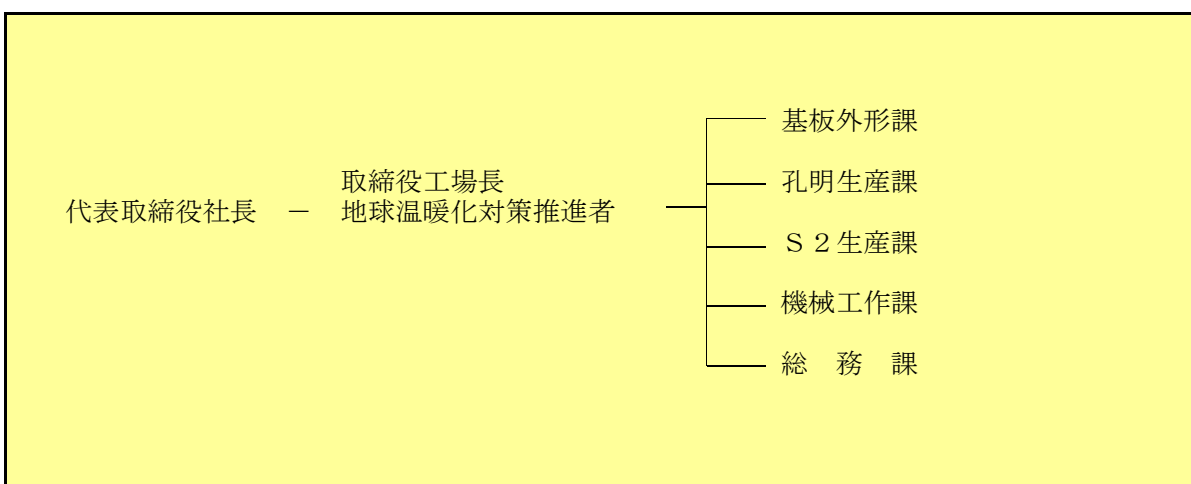 代表取締役社長 － 取締役工場長
地球温暖化対策推進者
基板外形課
孔明生産課
Ｓ２生産課
機械工作課
総　務　課